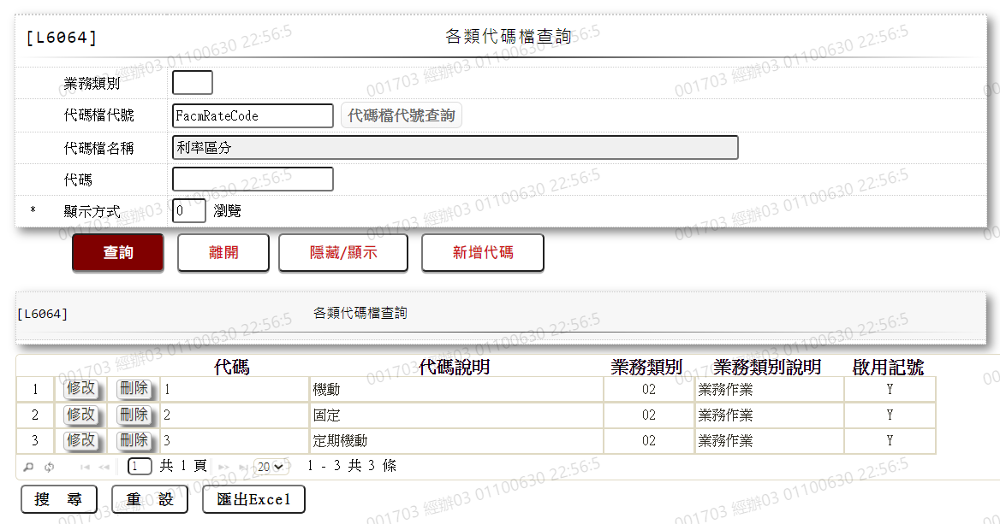 [L6064] 各類代碼檔查詢
業務類別
代碼檔代號 FacmRateCode 代碼檔代號查詢
代碼檔名稱 利率區分
代碼
* 顯示方式 0 瀏覽
查詢 離開 隱藏/顯示 新增代碼
[L6064] 各類代碼檔查詢
代碼 代碼說明 業務類別 業務類別說明 啟用記號
1 修改 刪除 1 機動 02 業務作業 Y
2 修改 刪除 2 固定 02 業務作業 Y
3 修改 刪除 3 定期機動 02 業務作業 Y
1 共 1 頁 20 1 - 3 共 3 條
搜 尋 重 設 匯出Excel
001703 經辦03 01100630 22:56:5